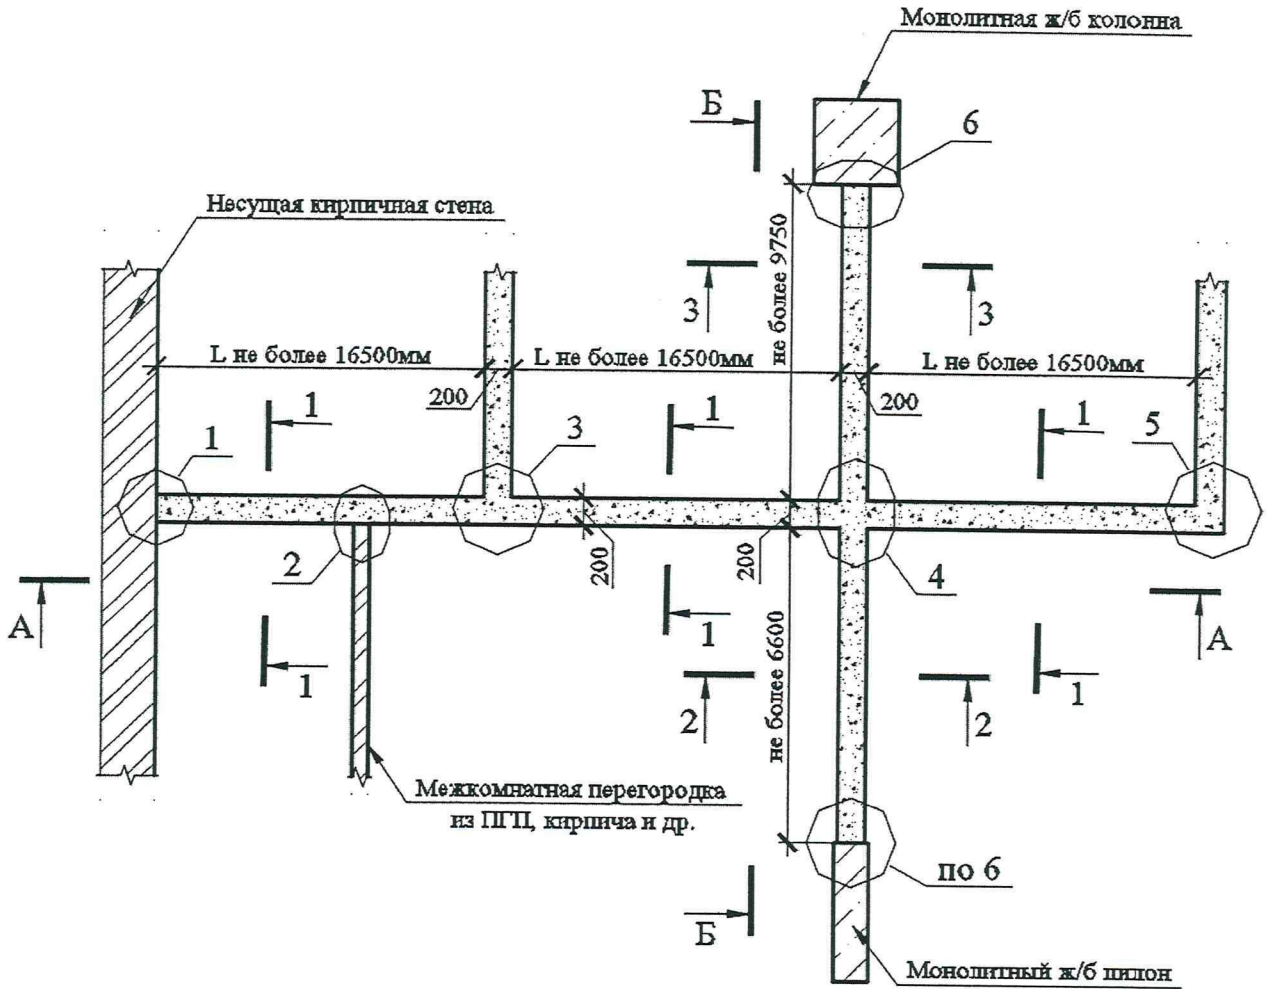 Монолитная ж/б колонна
Б
6
Несущая кирпичная стена
не более 9750
3
3
L не более 16500мм
L не более 16500мм
L не более 16500мм
200
200
1
1
1
1
3
5
2
200
200
4
А
А
1
1
1
не более 6600
2
2
Межкомнатная перегородка
из ПГП, кирпича и др.
по 6
Б
Монолитный ж/б пилон